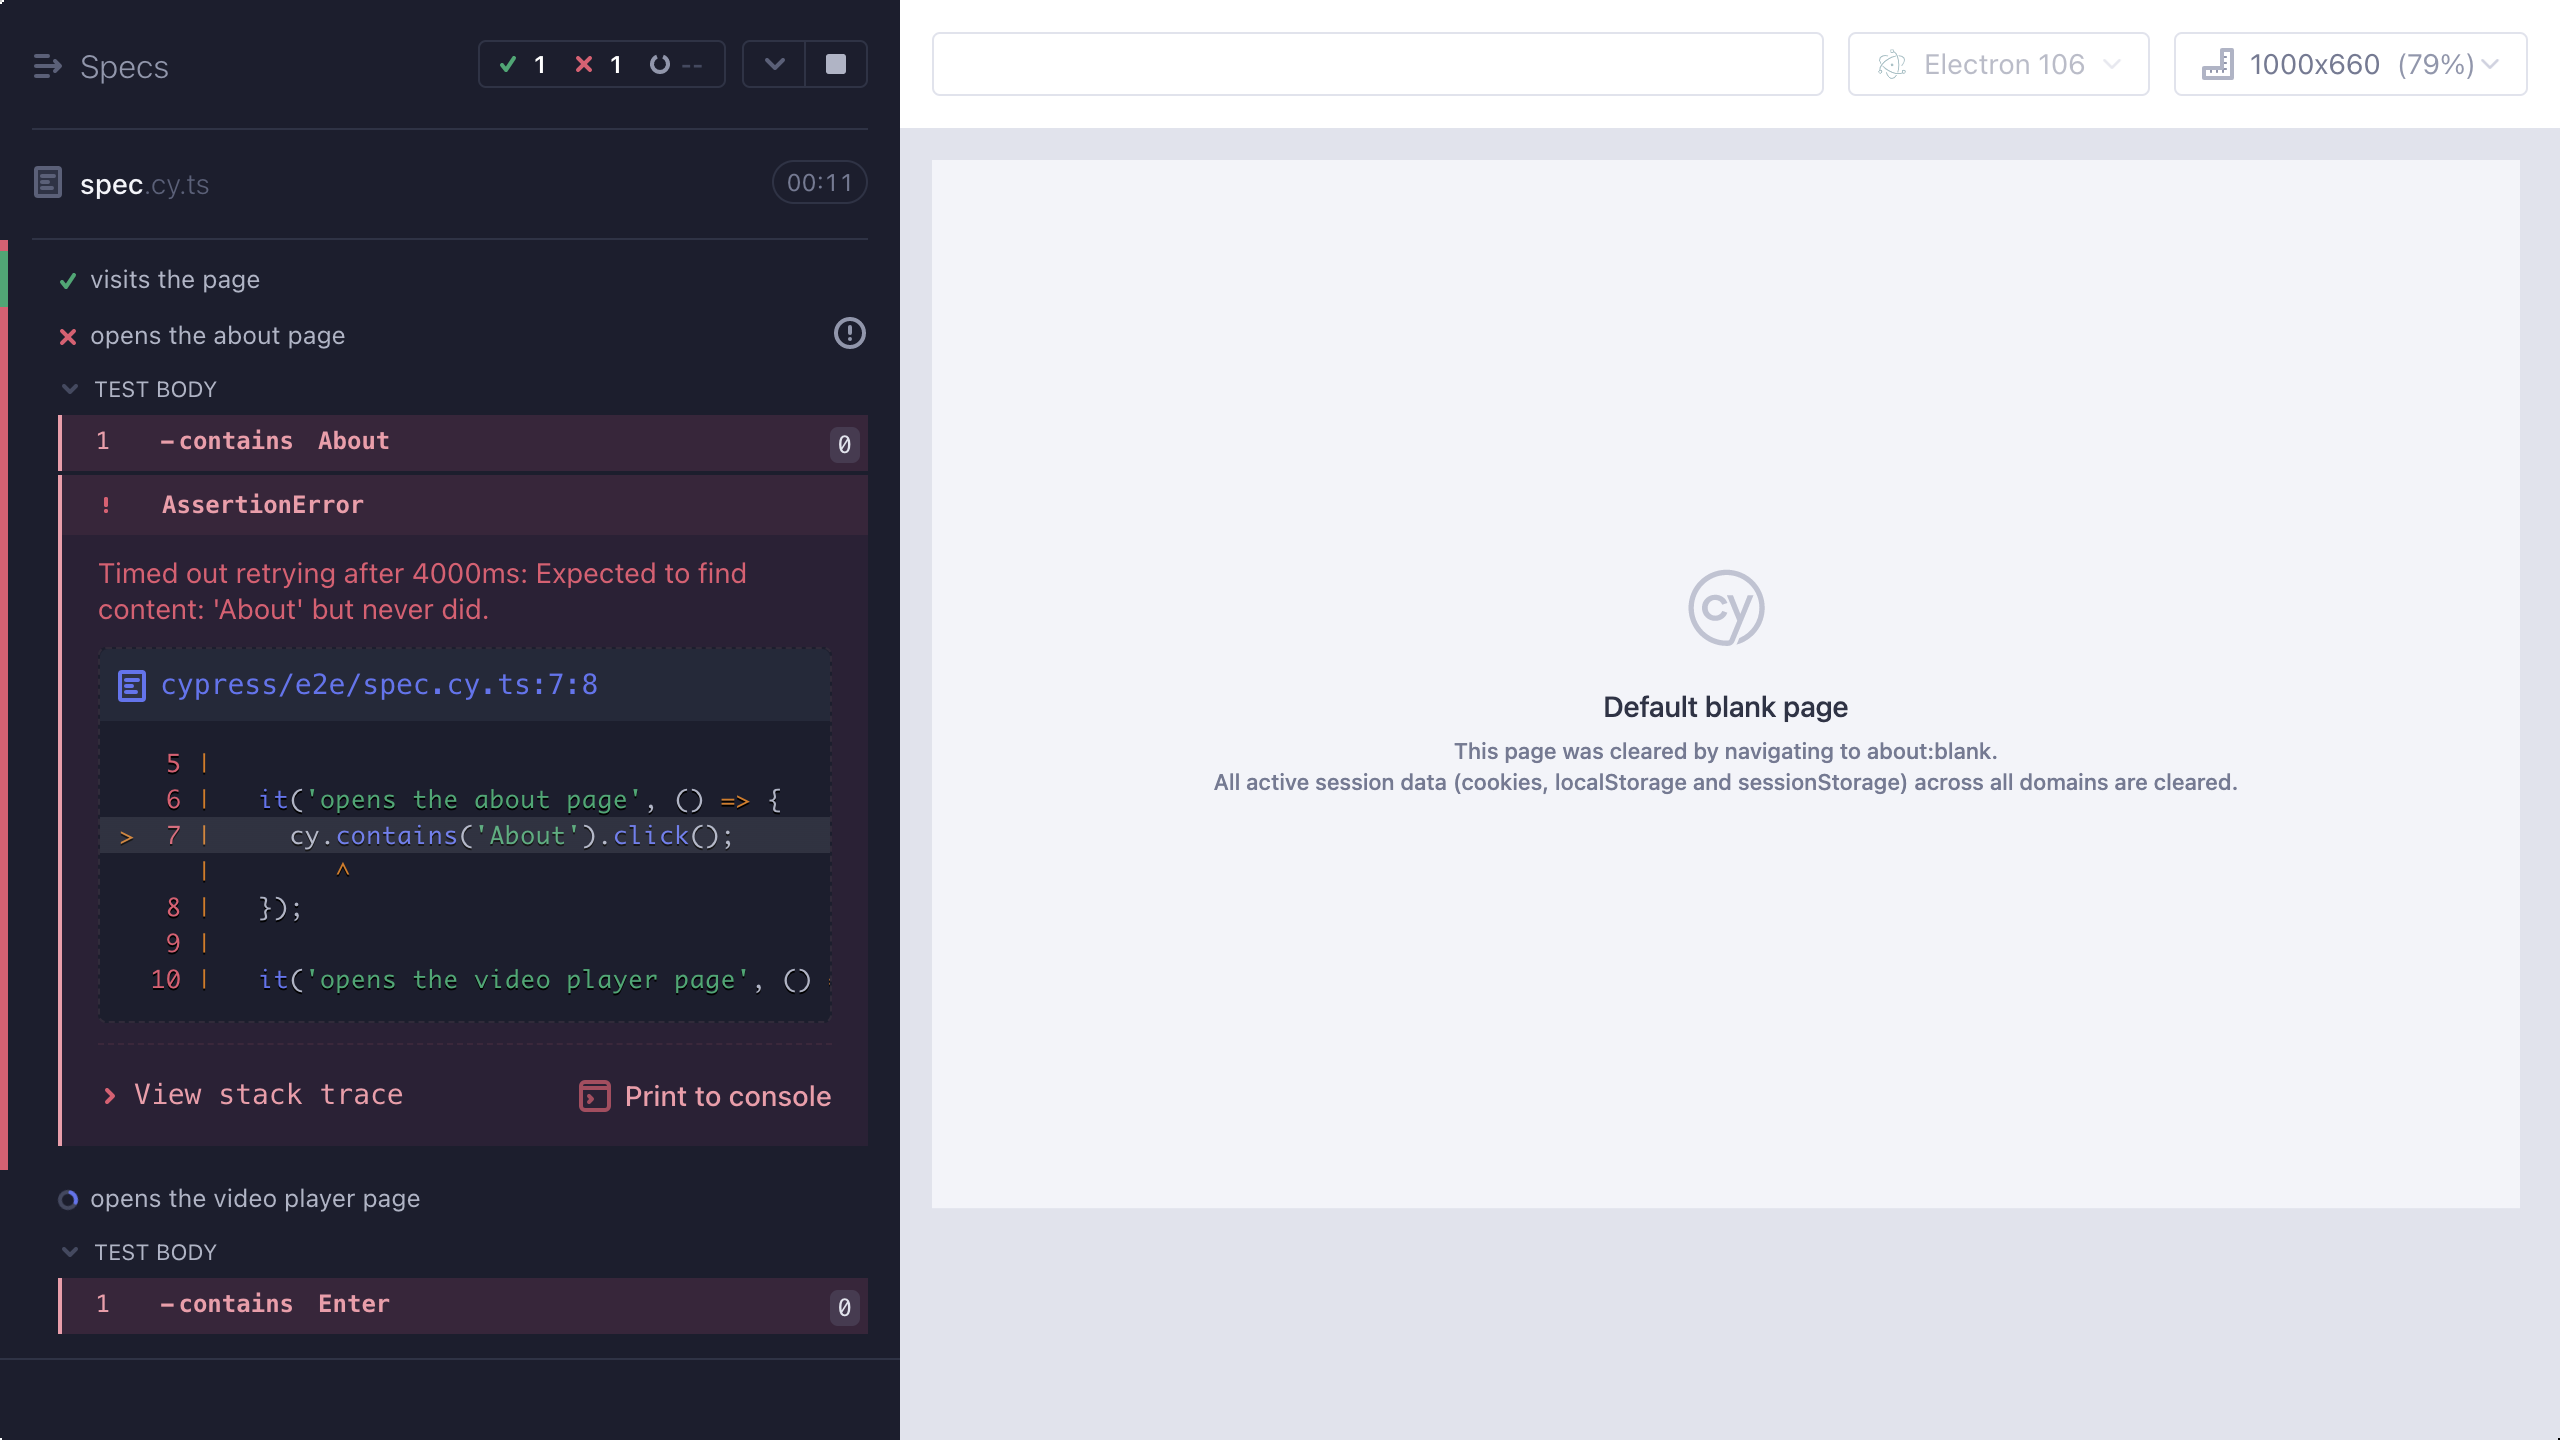 Specs
1 1 --
spec.cy.ts
00:11
visits the page
opens the about page
TEST BODY
1 -contains About 0
! AssertionError
Timed out retrying after 4000ms: Expected to find
content: 'About' but never did.
cypress/e2e/spec.cy.ts:7:8
5 |
6 | it('opens the about page', () => {
> 7 | cy.contains('About').click();
| ^
8 | });
9 |
10 | it('opens the video player page', ()
View stack trace
Print to console
opens the video player page
TEST BODY
1 -contains Enter 0
Electron 106
1000x660 (79%)
cy
Default blank page
This page was cleared by navigating to about:blank.
All active session data (cookies, localStorage and sessionStorage) across all domains are cleared.